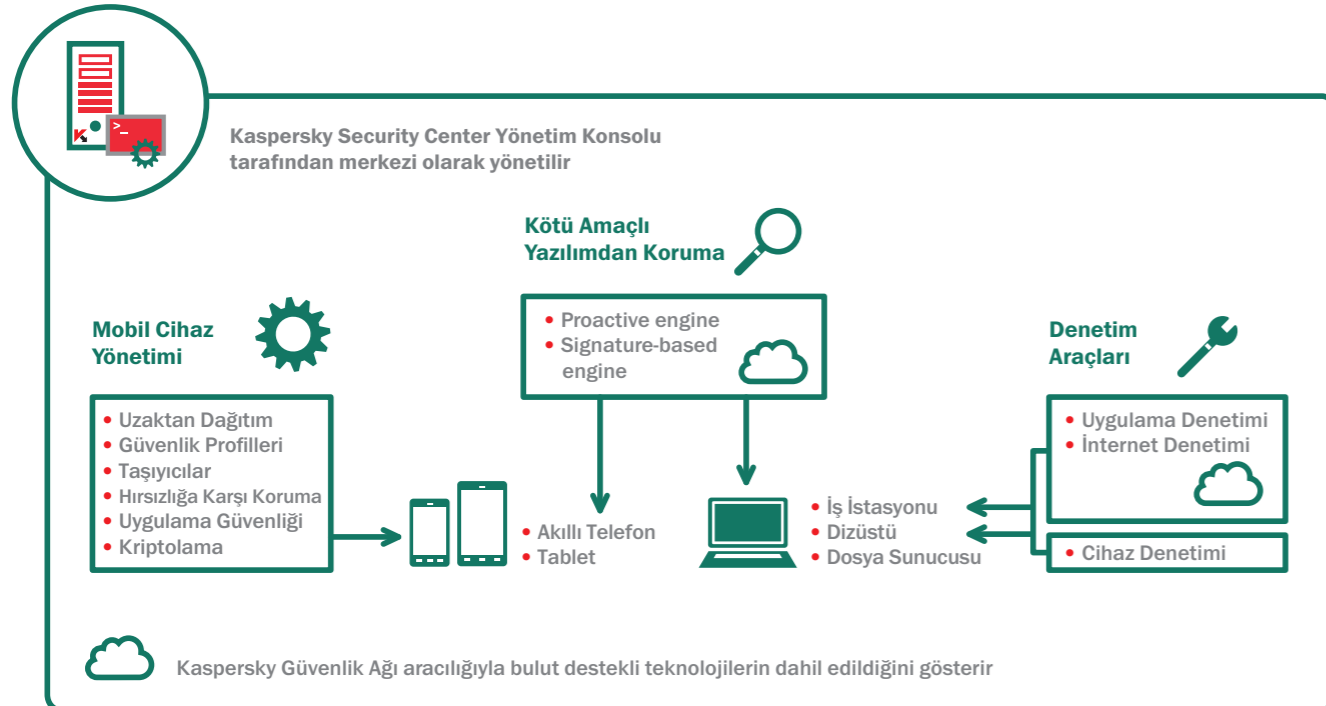 >_
Kaspersky Security Center Yönetim Konsolu
tarafından merkezi olarak yönetilir
Kötü Amaçlı
Yazılımdan Koruma
• Proactive engine
• Signature-based
engine
Mobil Cihaz
Yönetimi
• Uzaktan Dağıtım
• Güvenlik Profilleri
• Taşıyıcılar
• Hırsızlığa Karşı Koruma
• Uygulama Güvenliği
• Kriptolama
• Akıllı Telefon
• Tablet
• İş İstasyonu
• Dizüstü
• Dosya Sunucusu
Denetim
Araçları
• Uygulama Denetimi
• İnternet Denetimi
• Cihaz Denetimi
Kaspersky Güvenlik Ağı aracılığıyla bulut destekli teknolojilerin dahil edildiğini gösterir